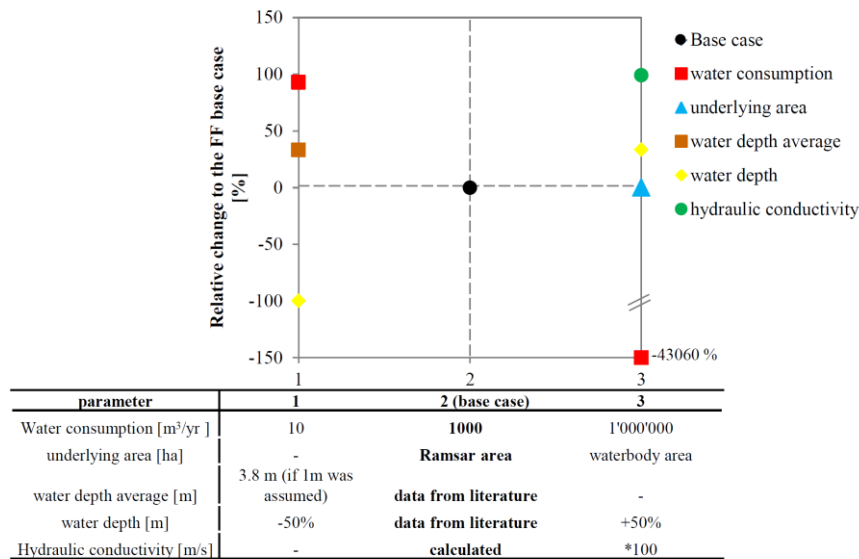 150
100
50
0
-50
-100
-150
Relative change to the FF base case
[%]
1
2
3
-43060 %
Base case
water consumption
underlying area
water depth average
water depth
hydraulic conductivity
parameter 1 2 (base case) 3
Water consumption [m³/yr ] 10 1000 1'000'000
underlying area [ha] - Ramsar area waterbody area
3.8 m (if 1m was
water depth average [m] assumed) data from literature -
water depth [m] -50% data from literature +50%
Hydraulic conductivity [m/s] - calculated *100